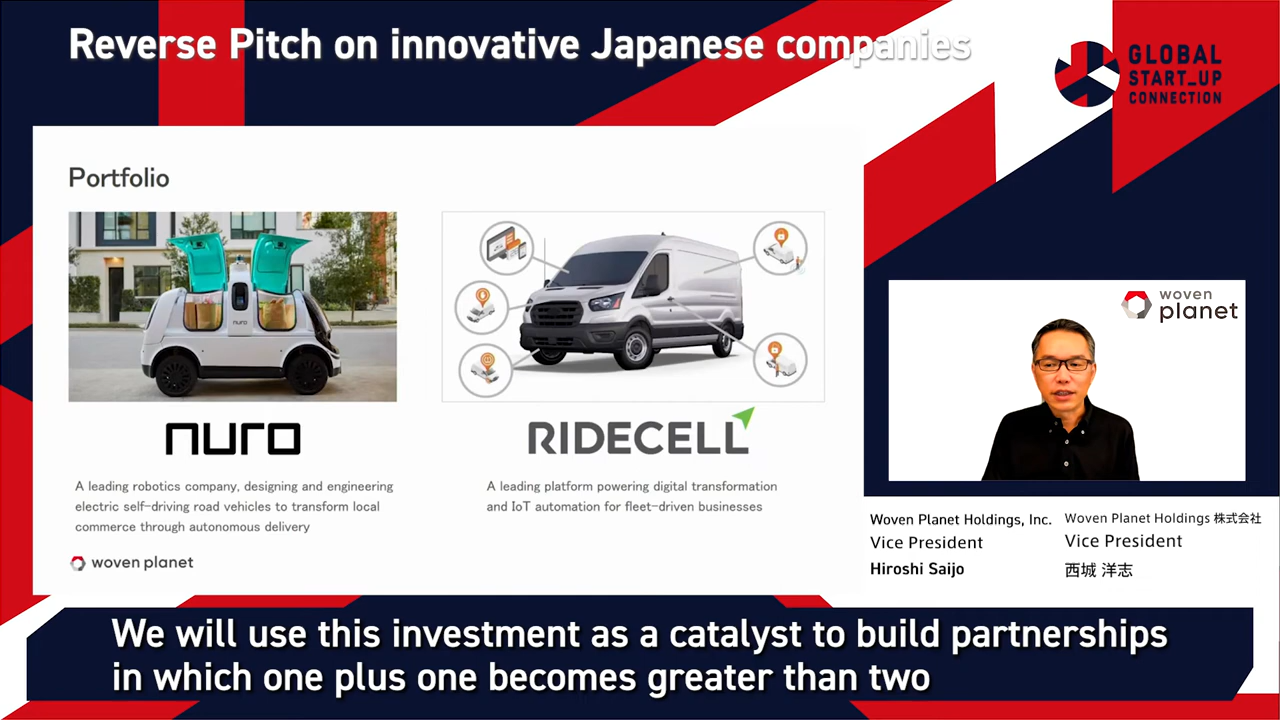 Reverse Pitch on innovative Japanese companies
GLOBAL
START_UP
CONNECTION
Portfolio
nuro
nuro
RIDECELL
A leading robotics company, designing and engineering
electric self-driving road vehicles to transform local
commerce through autonomous delivery
A leading platform powering digital transformation
and IoT automation for fleet-driven businesses
woven planet
woven
planet
Woven Planet Holdings, Inc.
Vice President
Hiroshi Saijo
Woven Planet Holdings 株式会社
Vice President
西城 洋志
We will use this investment as a catalyst to build partnerships
in which one plus one becomes greater than two